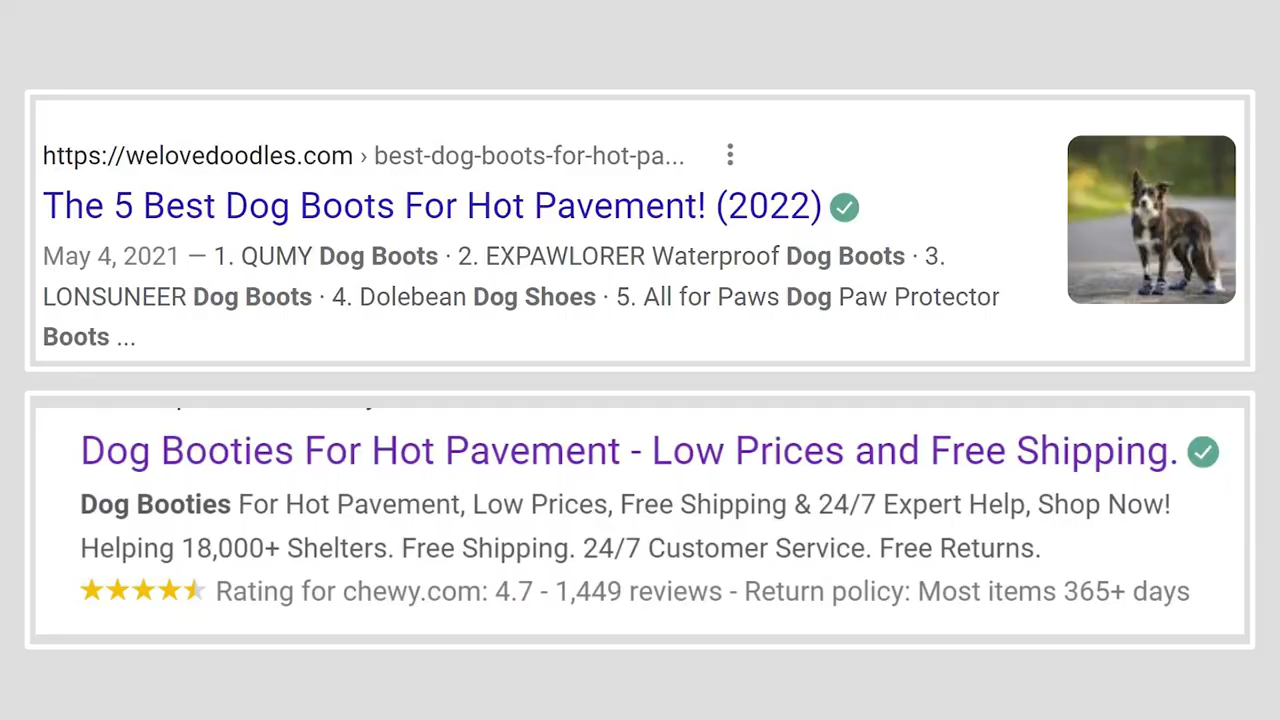 https://welovedoodles.com › best-dog-boots-for-hot-pa...
The 5 Best Dog Boots For Hot Pavement! (2022)
May 4, 2021 — 1. QUMY Dog Boots · 2. EXPAWLORER Waterproof Dog Boots · 3.
LONSUNEER Dog Boots · 4. Dolebean Dog Shoes · 5. All for Paws Dog Paw Protector
Boots ...
Dog Booties For Hot Pavement - Low Prices and Free Shipping.
Dog Booties For Hot Pavement, Low Prices, Free Shipping & 24/7 Expert Help, Shop Now!
Helping 18,000+ Shelters. Free Shipping. 24/7 Customer Service. Free Returns.
Rating for chewy.com: 4.7 - 1,449 reviews - Return policy: Most items 365+ days